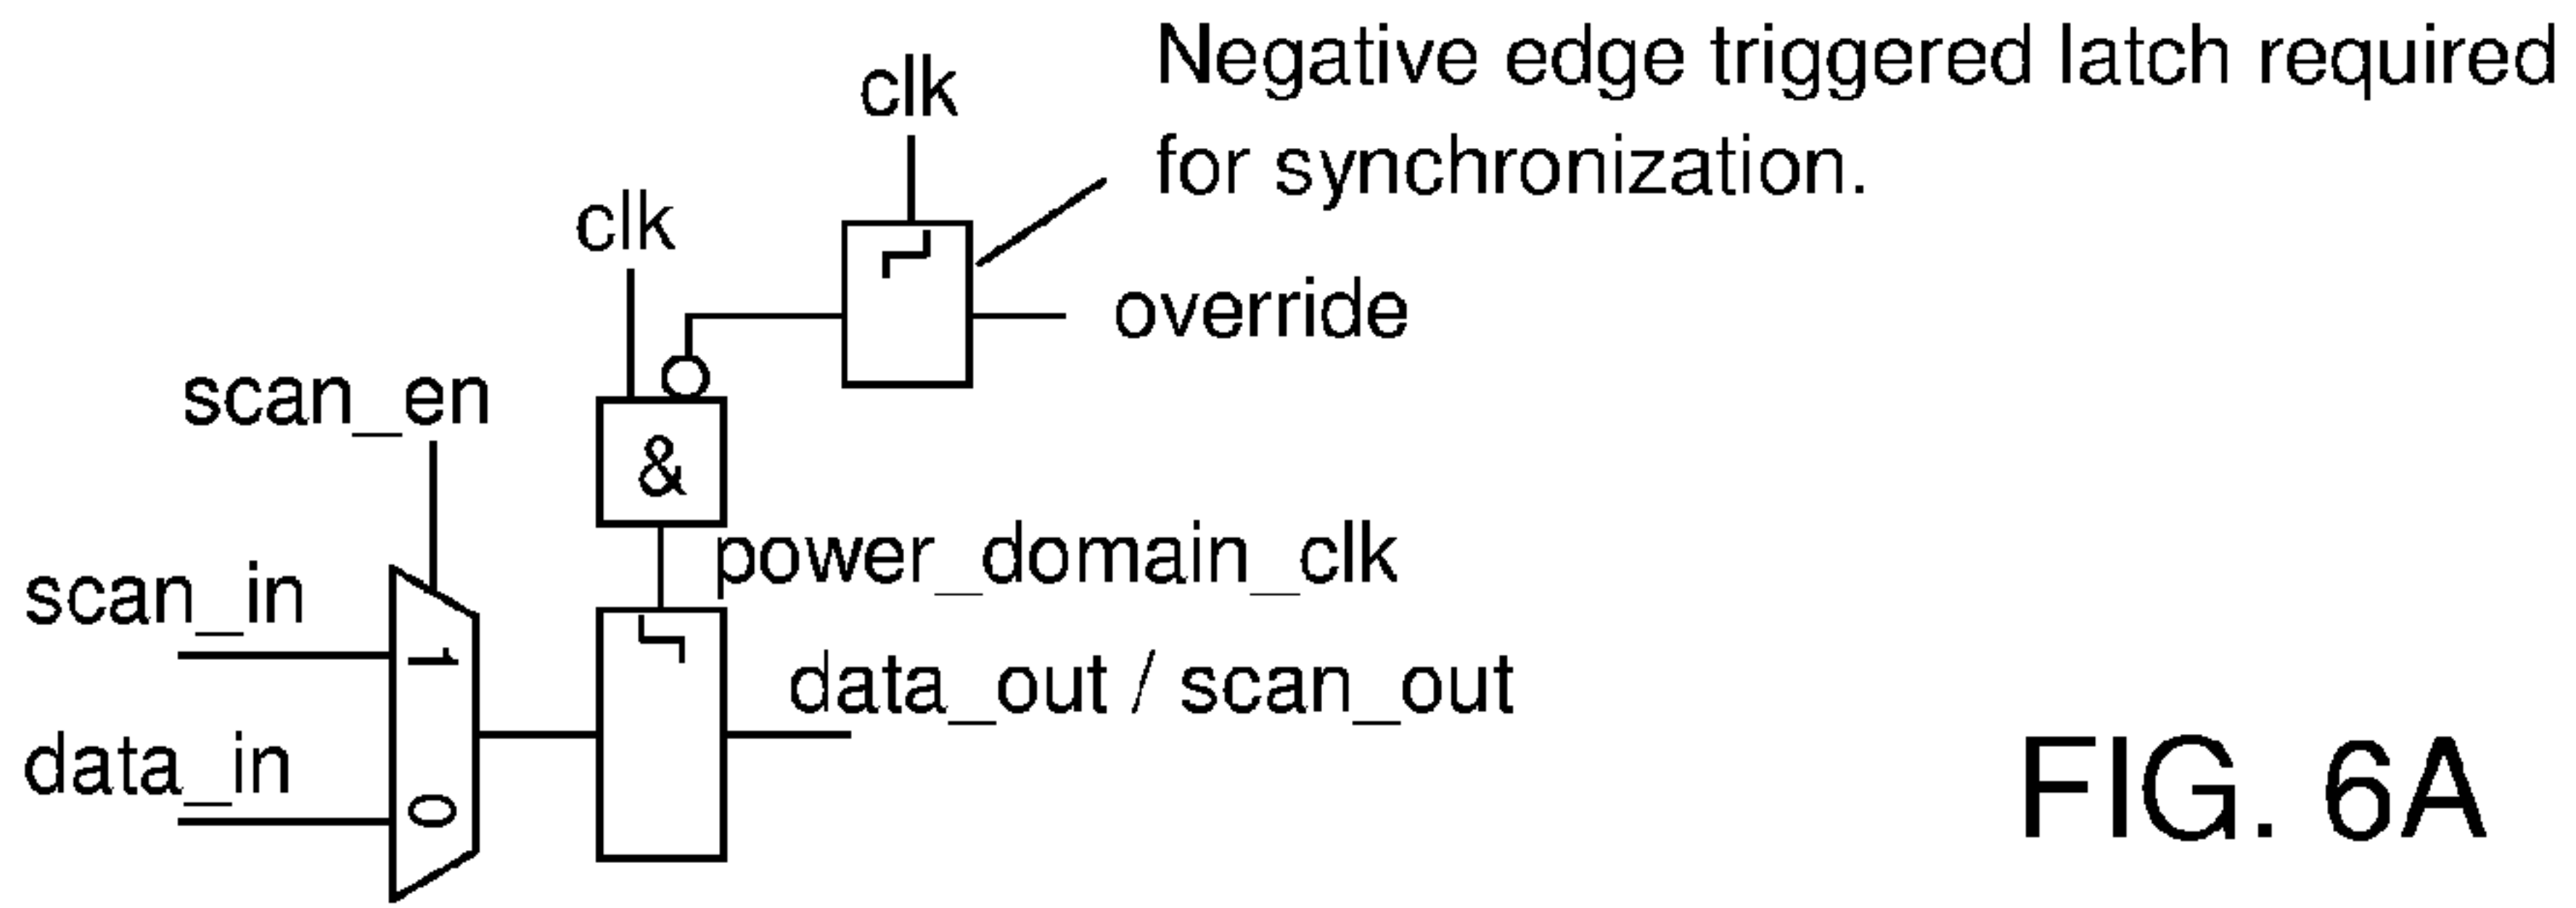 Negative edge triggered latch required
for synchronization.
clk
clk
override
scan_en
&
power_domain_clk
scan_in
1
data_out / scan_out
data_in
0
FIG. 6A